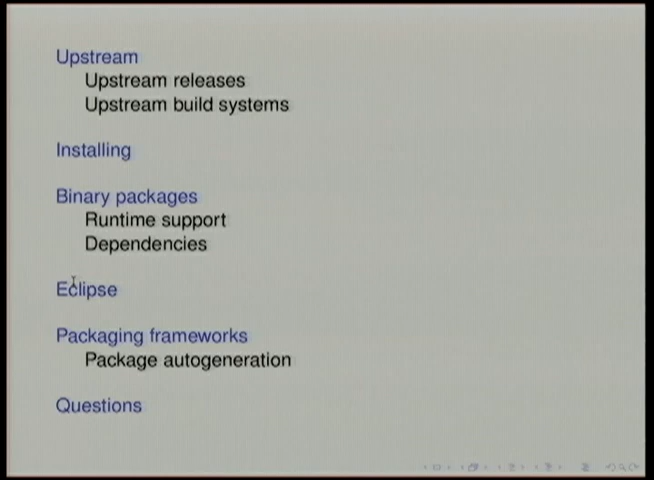 Upstream
Upstream releases
Upstream build systems
Installing
Binary packages
Runtime support
Dependencies
Eclipse
Packaging frameworks
Package autogeneration
Questions